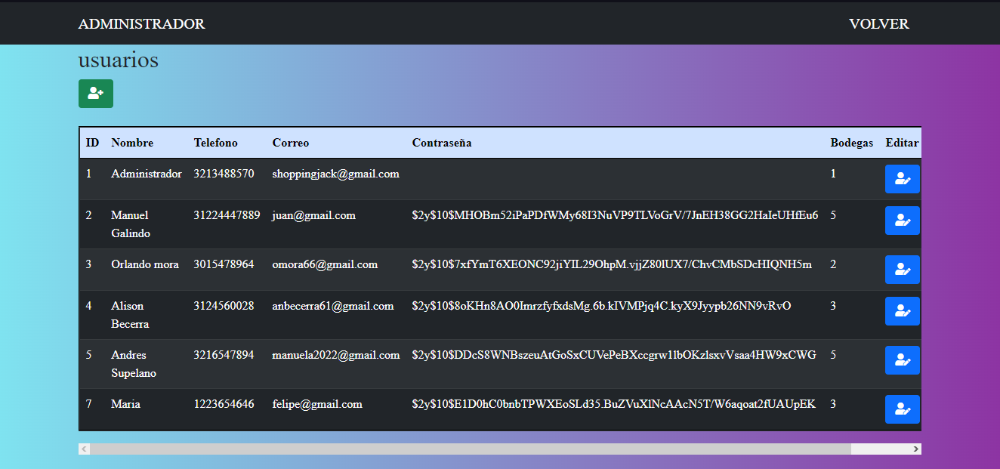 ADMINISTRADOR VOLVER
usuarios
ID Nombre Telefono Correo Contraseña Bodegas Editar
1 Administrador 3213488570 shoppingjack@gmail.com 1
2 Manuel Galindo 31224447889 juan@gmail.com $2y$10$MHOBm52iPaPDfWMy68I3NuVP9TLVoGrV/7JnEH38GG2HaIeUHfEu6 5
3 Orlando mora 3015478964 omora66@gmail.com $2y$10$7xfYmT6XEONC92jiYIL29OhpM.vjjZ80lUX7/ChvCMbSDcHIQNH5m 2
4 Alison Becerra 3124560028 anbecerra61@gmail.com $2y$10$8oKHn8AO0ImrzfyfxdsMg.6b.kIVMPjq4C.kyX9Jyypb26NN9vRvO 3
5 Andres Supelano 3216547894 manuela2022@gmail.com $2y$10$DDcS8WNBszeuAtGoSxCUVePeBXccgrw1lbOKzlsxvVsaa4HW9xCWG 5
7 Maria 1223654646 felipe@gmail.com $2y$10$E1D0hC0bnbTPWXEoSLd35.BuZVuXlNcAAcN5T/W6aqoat2fUAUpEK 3